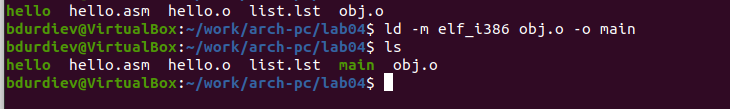 hello hello.asm hello.o list.lst obj.o
bdurdiev@VirtualBox:~/work/arch-pc/lab04$ ld -m elf_i386 obj.o -o main
bdurdiev@VirtualBox:~/work/arch-pc/lab04$ ls
hello hello.asm hello.o list.lst main obj.o
bdurdiev@VirtualBox:~/work/arch-pc/lab04$